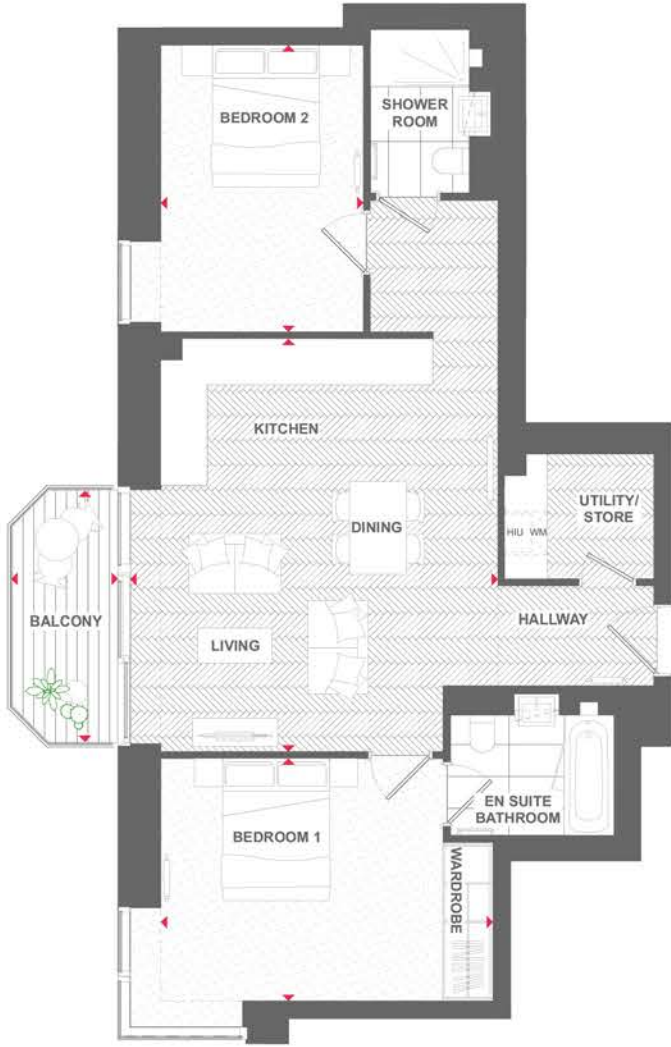 BEDROOM 2
SHOWER
ROOM
KITCHEN
DINING
UTILITY/
STORE
HIU WM
BALCONY
LIVING
HALLWAY
EN SUITE
BATHROOM
BEDROOM 1
WARDROBE